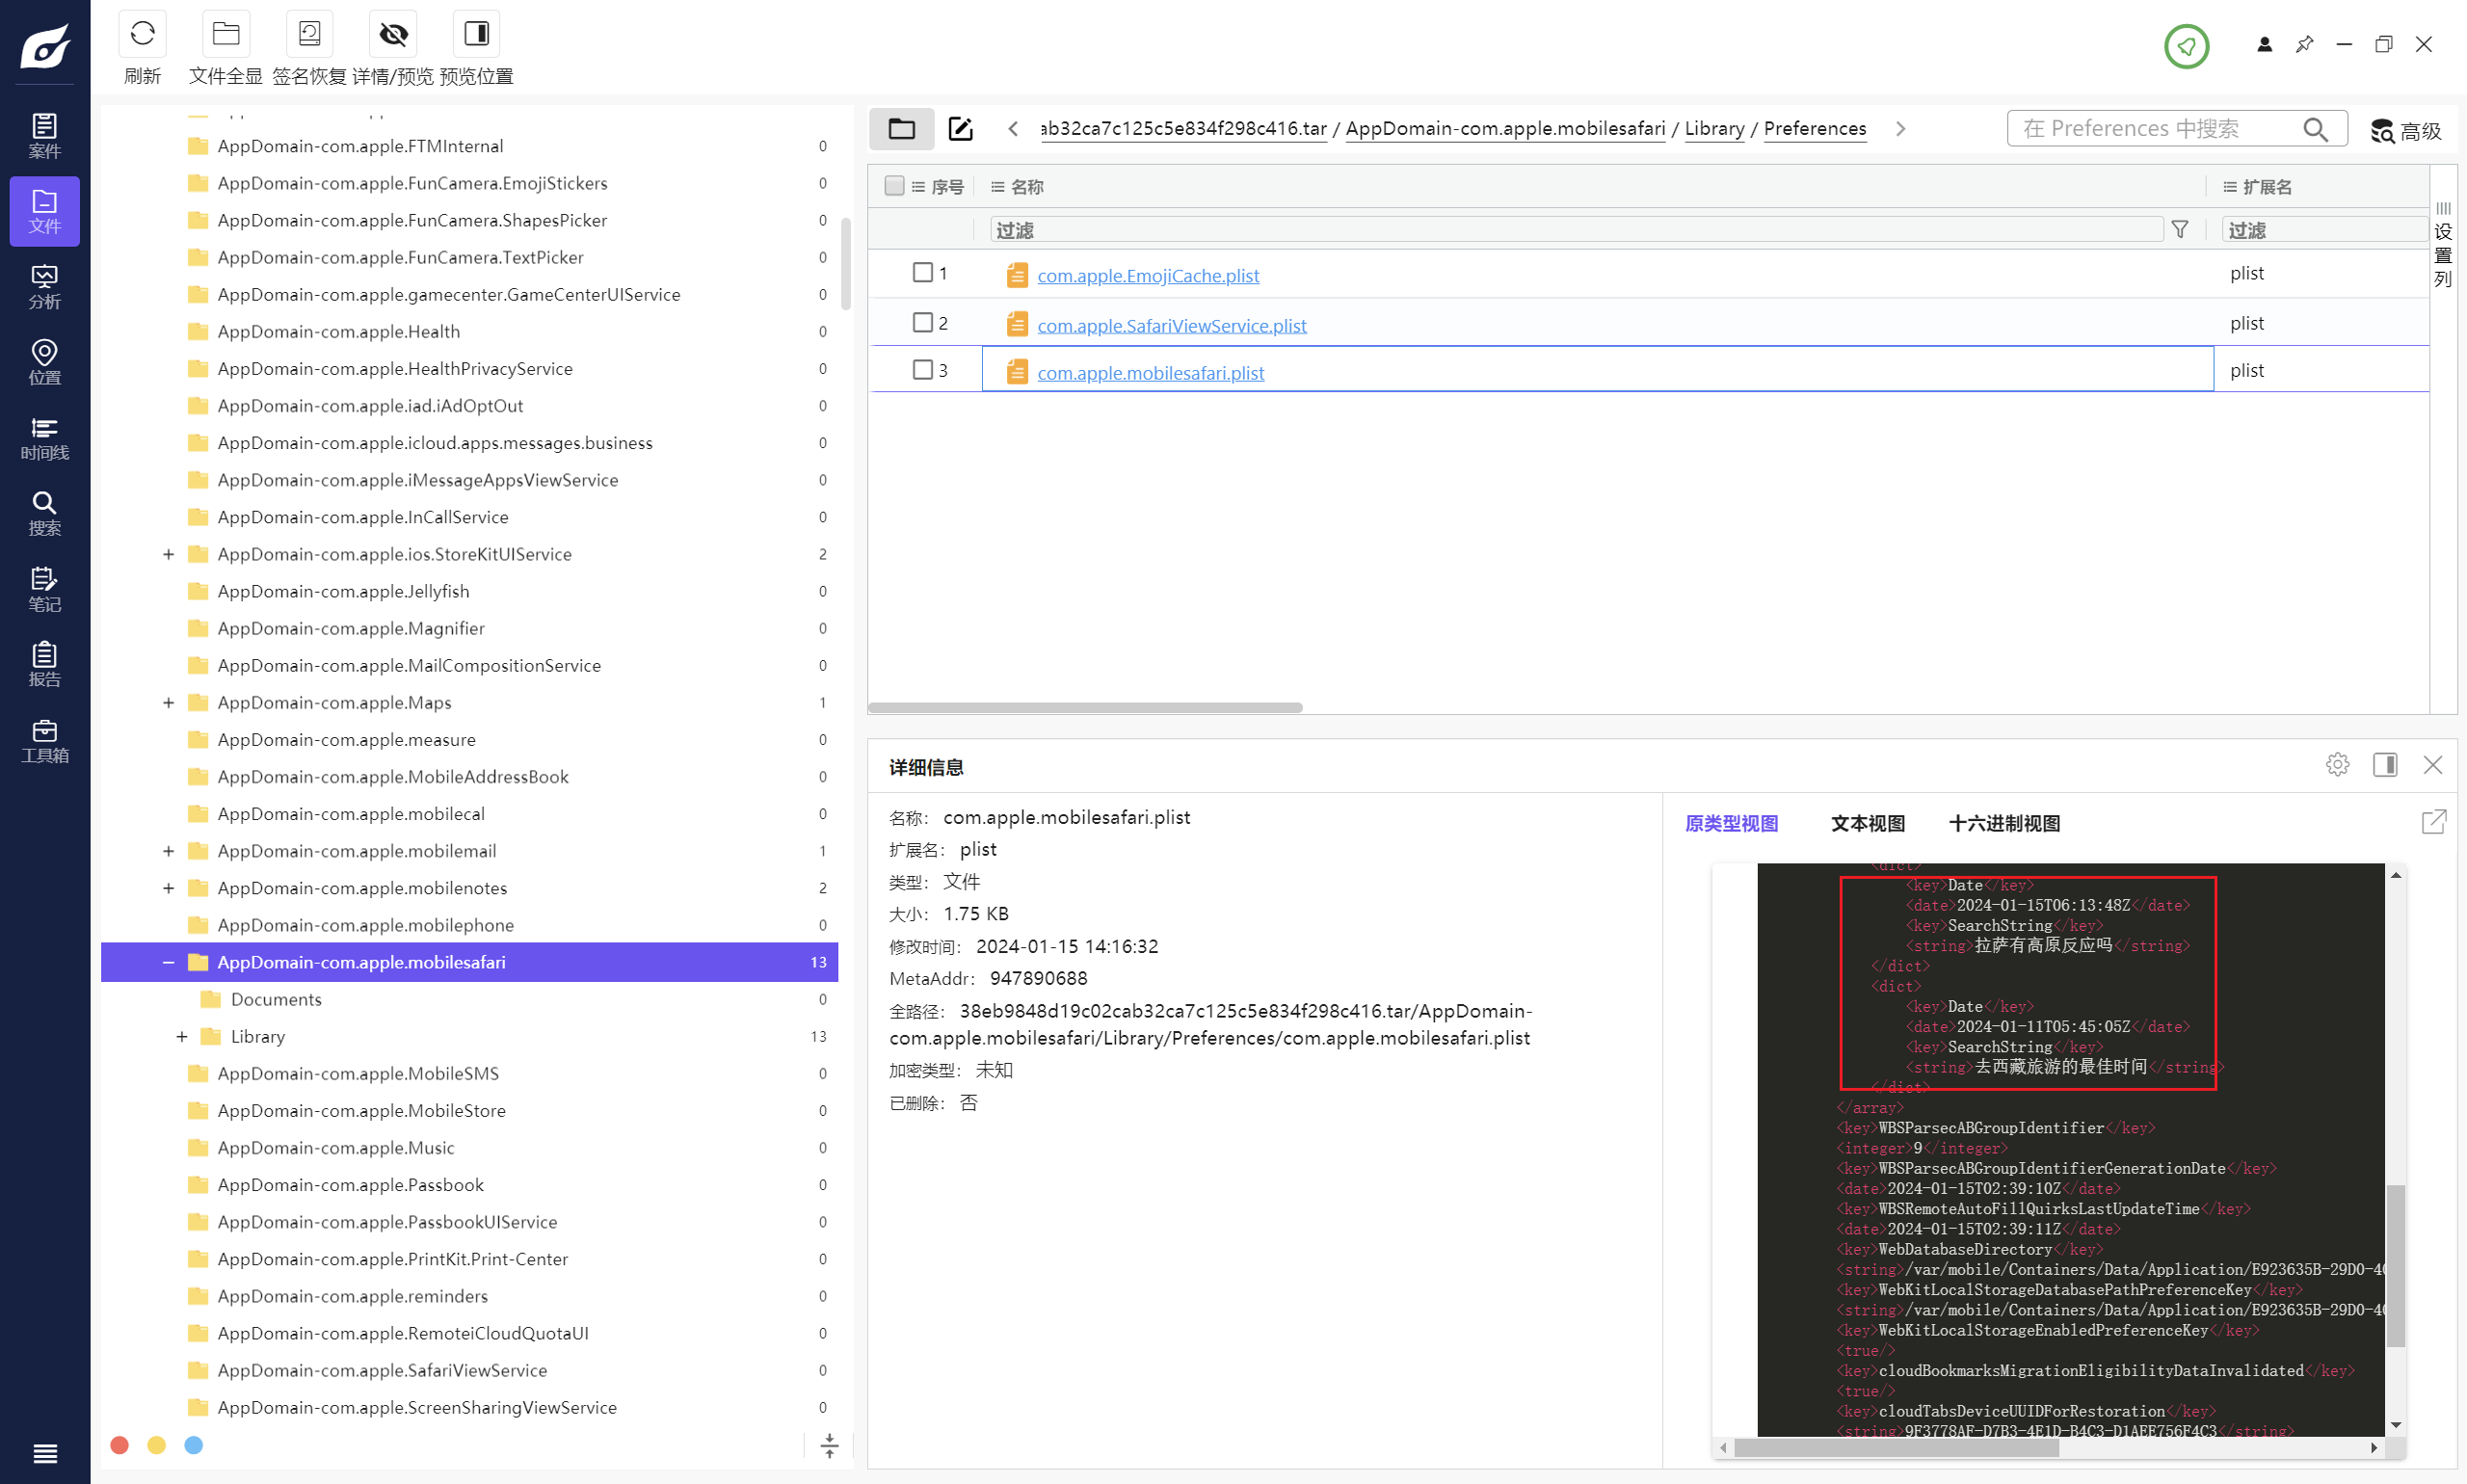 刷新
文件全显
签名恢复
详情/预览
预览位置
案件
文件
分析
位置
时间线
搜索
笔记
报告
工具箱
AppDomain-com.apple.FTMInternal 0
AppDomain-com.apple.FunCamera.EmojiStickers 0
AppDomain-com.apple.FunCamera.ShapesPicker 0
AppDomain-com.apple.FunCamera.TextPicker 0
AppDomain-com.apple.gamecenter.GameCenterUIService 0
AppDomain-com.apple.Health 0
AppDomain-com.apple.HealthPrivacyService 0
AppDomain-com.apple.iad.iAdOptOut 0
AppDomain-com.apple.icloud.apps.messages.business 0
AppDomain-com.apple.iMessageAppsViewService 0
AppDomain-com.apple.InCallService 0
+ AppDomain-com.apple.ios.StoreKitUIService 2
AppDomain-com.apple.Jellyfish 0
AppDomain-com.apple.Magnifier 0
AppDomain-com.apple.MailCompositionService 0
+ AppDomain-com.apple.Maps 1
AppDomain-com.apple.measure 0
AppDomain-com.apple.MobileAddressBook 0
AppDomain-com.apple.mobilecal 0
+ AppDomain-com.apple.mobilemail 1
+ AppDomain-com.apple.mobilenotes 2
AppDomain-com.apple.mobilephone 0
− AppDomain-com.apple.mobilesafari 13
Documents 0
+ Library 13
AppDomain-com.apple.MobileSMS 0
AppDomain-com.apple.MobileStore 0
AppDomain-com.apple.Music 0
AppDomain-com.apple.Passbook 0
AppDomain-com.apple.PassbookUIService 0
AppDomain-com.apple.PrintKit.Print-Center 0
AppDomain-com.apple.reminders 0
AppDomain-com.apple.RemoteiCloudQuotaUI 0
AppDomain-com.apple.SafariViewService 0
AppDomain-com.apple.ScreenSharingViewService 0
ab32ca7c125c5e834f298c416.tar / AppDomain-com.apple.mobilesafari / Library / Preferences
在 Preferences 中搜索
高级
序号 名称 扩展名
过滤 过滤
1 com.apple.EmojiCache.plist plist
2 com.apple.SafariViewService.plist plist
3 com.apple.mobilesafari.plist plist
设置列
详细信息
名称: com.apple.mobilesafari.plist
扩展名: plist
类型: 文件
大小: 1.75 KB
修改时间: 2024-01-15 14:16:32
MetaAddr: 947890688
全路径: 38eb9848d19c02cab32ca7c125c5e834f298c416.tar/AppDomain-
com.apple.mobilesafari/Library/Preferences/com.apple.mobilesafari.plist
加密类型: 未知
已删除: 否
原类型视图 文本视图 十六进制视图
<dict>
<key>Date</key>
<date>2024-01-15T06:13:48Z</date>
<key>SearchString</key>
<string>拉萨有高原反应吗</string>
</dict>
<dict>
<key>Date</key>
<date>2024-01-11T05:45:05Z</date>
<key>SearchString</key>
<string>去西藏旅游的最佳时间</string>
</dict>
</array>
<key>WBSParsecABGroupIdentifier</key>
<integer>9</integer>
<key>WBSParsecABGroupIdentifierGenerationDate</key>
<date>2024-01-15T02:39:10Z</date>
<key>WBSRemoteAutoFillQuirksLastUpdateTime</key>
<date>2024-01-15T02:39:11Z</date>
<key>WebDatabaseDirectory</key>
<string>/var/mobile/Containers/Data/Application/E923635B-29D0-40
<key>WebKitLocalStorageDatabasePathPreferenceKey</key>
<string>/var/mobile/Containers/Data/Application/E923635B-29D0-40
<key>WebKitLocalStorageEnabledPreferenceKey</key>
<true/>
<key>cloudBookmarksMigrationEligibilityDataInvalidated</key>
<true/>
<key>cloudTabsDeviceUUIDForRestoration</key>
<string>9F3778AF-D7B3-4E1D-B4C3-D1AEE756F4C3</string>